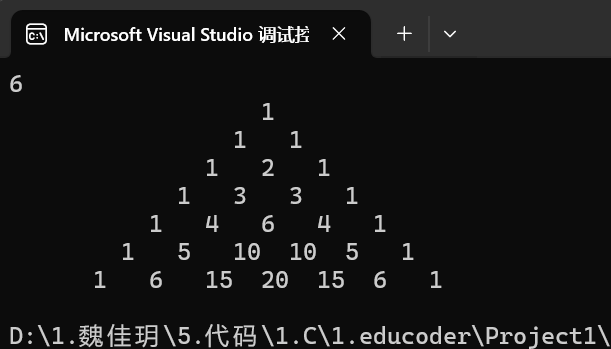 Microsoft Visual Studio 调试控
6
1
1 1
1 2 1
1 3 3 1
1 4 6 4 1
1 5 10 10 5 1
1 6 15 20 15 6 1
D:\1.魏佳玥\5.代码\1.C\1.educoder\Project1\